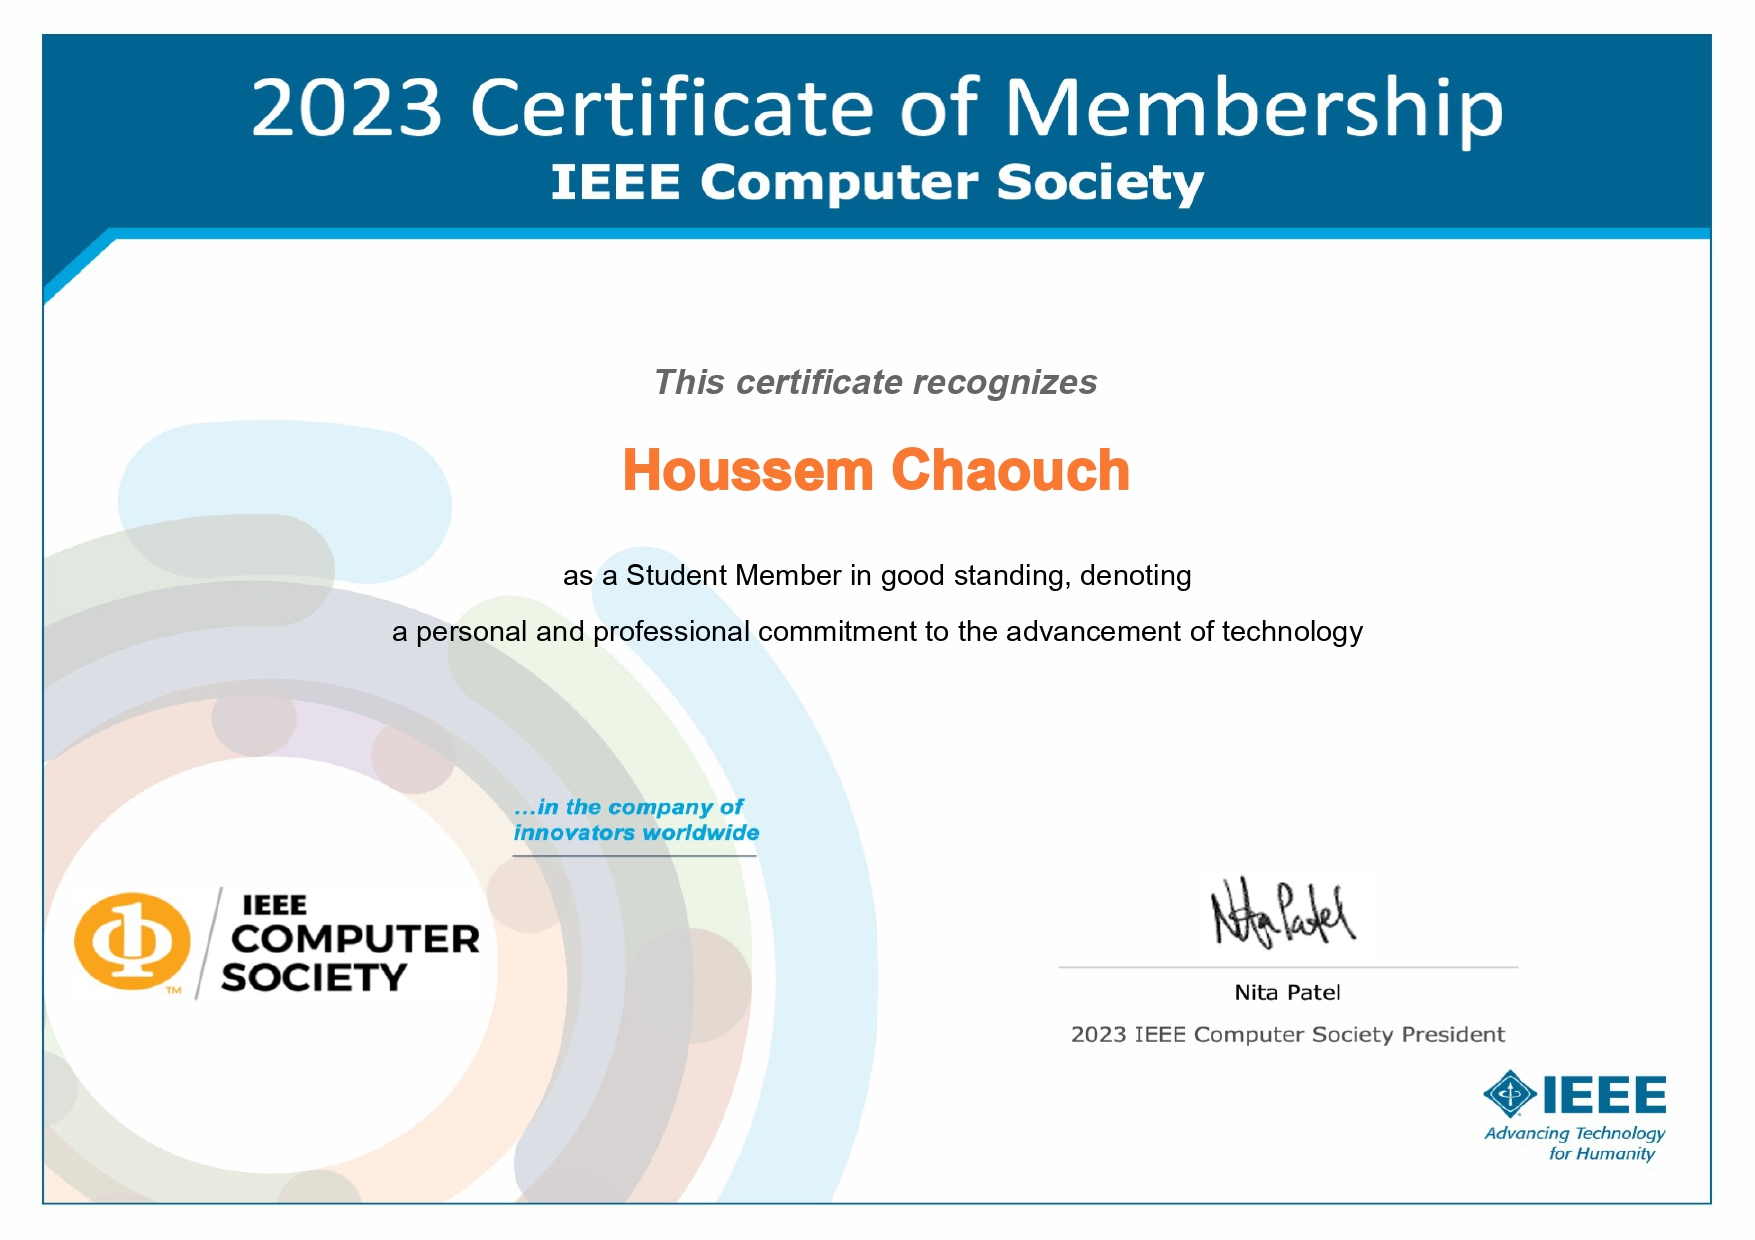 2023 Certificate of Membership
IEEE Computer Society
This certificate recognizes
Houssem Chaouch
as a Student Member in good standing, denoting
a personal and professional commitment to the advancement of technology
...in the company of
innovators worldwide
IEEE
COMPUTER
SOCIETY
TM
Nita Patel
Nita Patel
2023 IEEE Computer Society President
IEEE
Advancing Technology
for Humanity